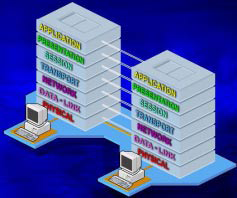 APPLICATION
PRESENTATION
SESSION
TRANSPORT
NETWORK
DATA-LINK
PHYSICAL
APPLICATION
PRESENTATION
SESSION
TRANSPORT
NETWORK
DATA-LINK
PHYSICAL